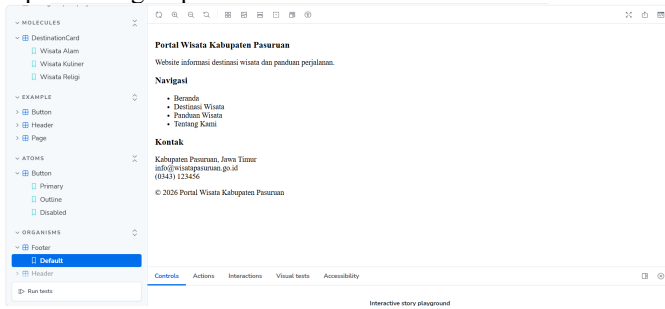 MOLECULES
DestinationCard
Wisata Alam
Wisata Kuliner
Wisata Religi
EXAMPLE
Button
Header
Page
ATOMS
Button
Primary
Outline
Disabled
ORGANISMS
Footer
Default
Header
Run tests
Portal Wisata Kabupaten Pasuruan
Website informasi destinasi wisata dan panduan perjalanan.
Navigasi
Beranda
Destinasi Wisata
Panduan Wisata
Tentang Kami
Kontak
Kabupaten Pasuruan, Jawa Timur
info@wisatapasuruan.go.id
(0343) 123456
© 2026 Portal Wisata Kabupaten Pasuruan
Controls Actions Interactions Visual tests Accessibility
Interactive story playground